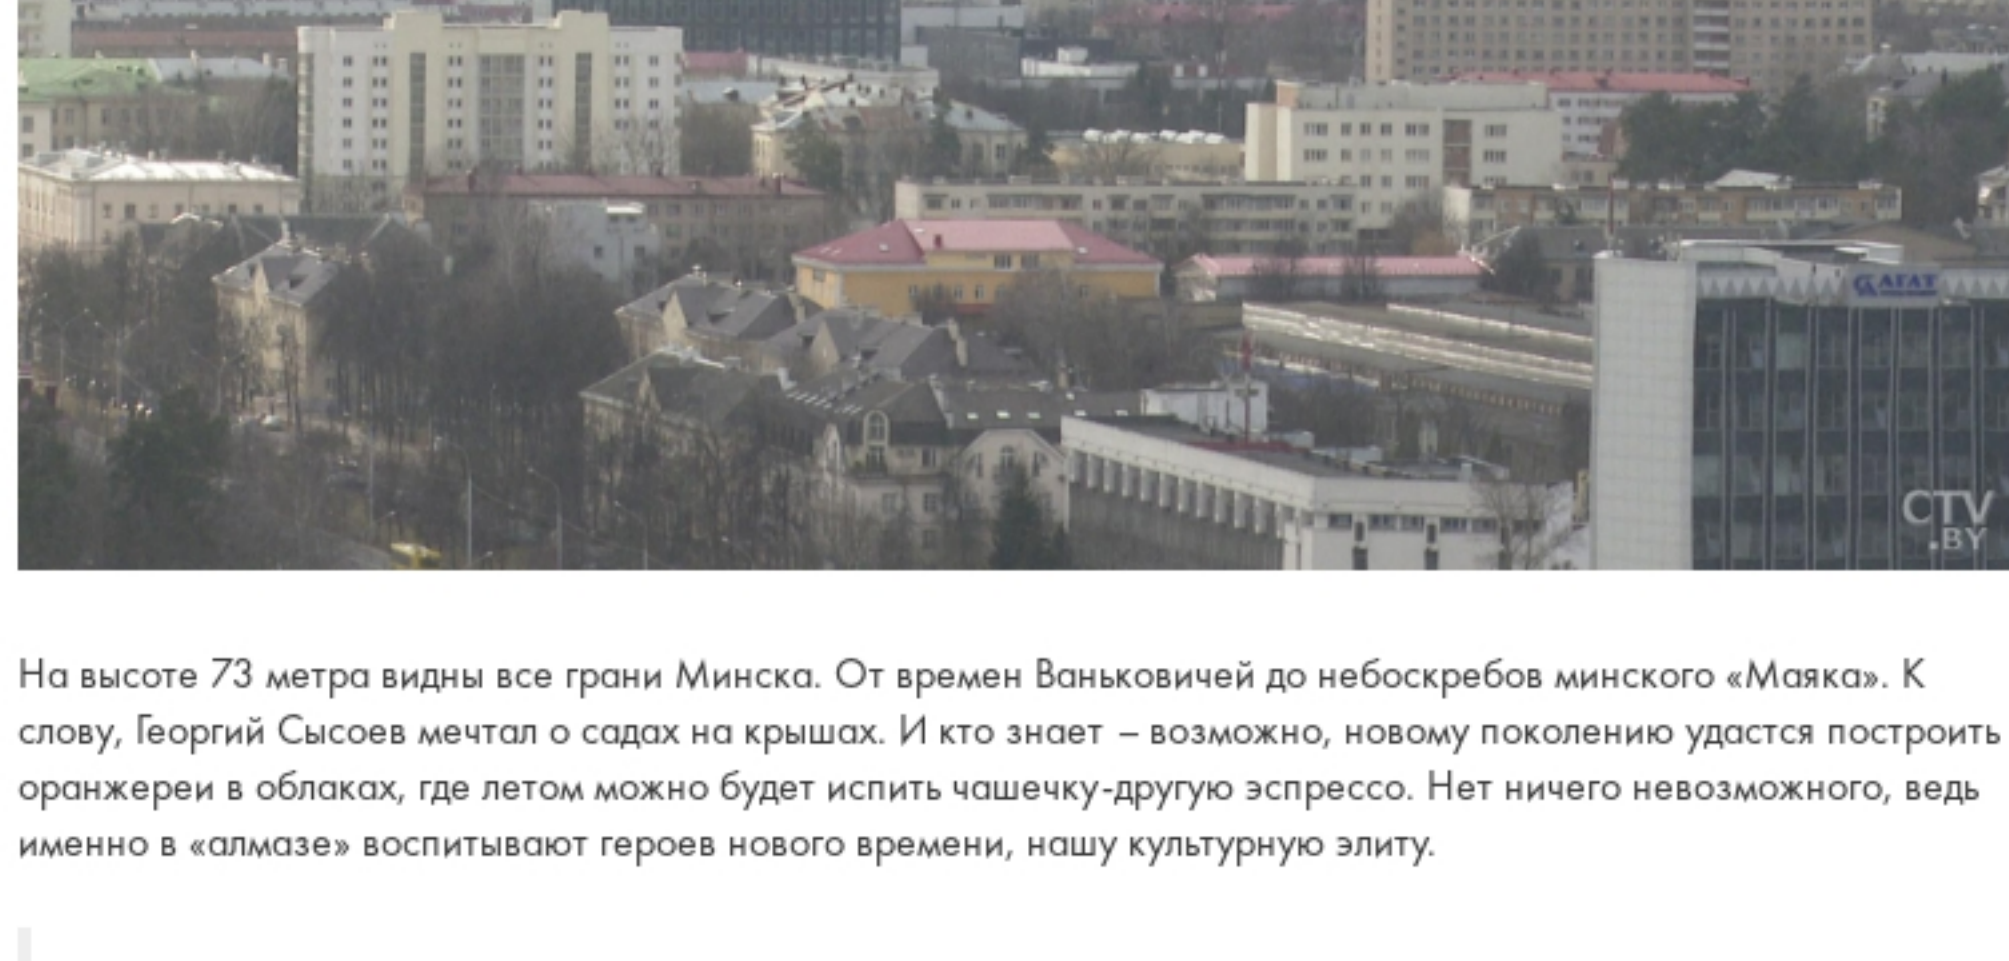 АГАТ
CTV
.BY
На высоте 73 метра видны все грани Минска. От времен Ваньковичей до небоскребов минского «Маяка». К
слову, Георгий Сысоев мечтал о садах на крышах. И кто знает – возможно, новому поколению удастся построить
оранжереи в облаках, где летом можно будет испить чашечку-другую эспрессо. Нет ничего невозможного, ведь
именно в «алмазе» воспитывают героев нового времени, нашу культурную элиту.